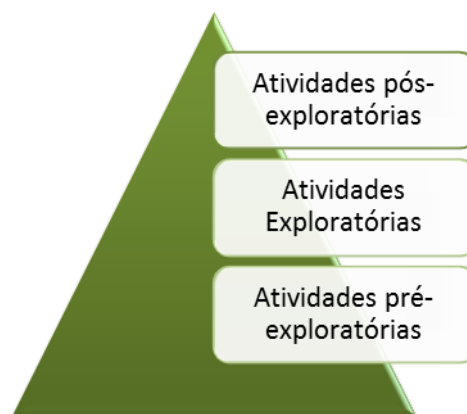 Atividades pós-
exploratórias
Atividades
Exploratórias
Atividades pré-
exploratórias